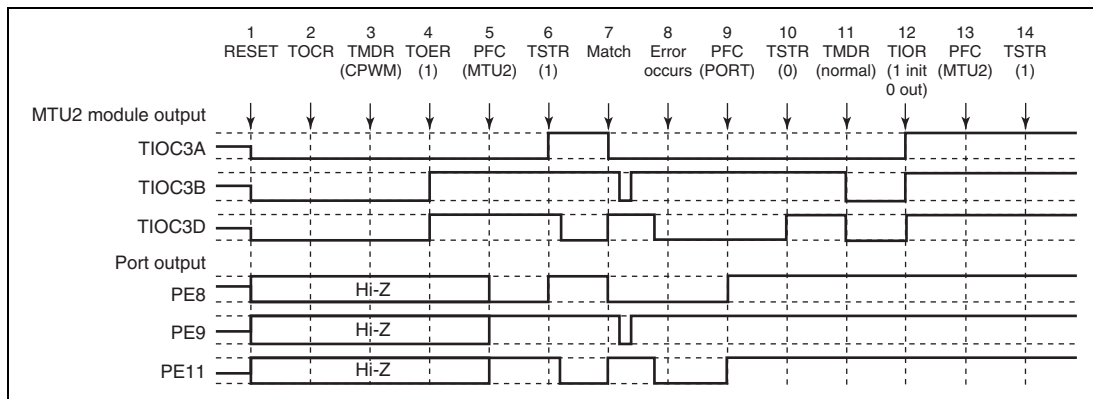 1 2 3 4 5 6 7 8 9 10 11 12 13 14
RESET TOCR TMDR TOER PFC TSTR Match Error PFC TSTR TMDR TIOR PFC TSTR
(CPWM) (1) (MTU2) (1) occurs (PORT) (0) (normal) (1 init (MTU2) (1)
0 out)
MTU2 module output
TIOC3A
TIOC3B
TIOC3D
Port output
PE8 Hi-Z
PE9 Hi-Z
PE11 Hi-Z